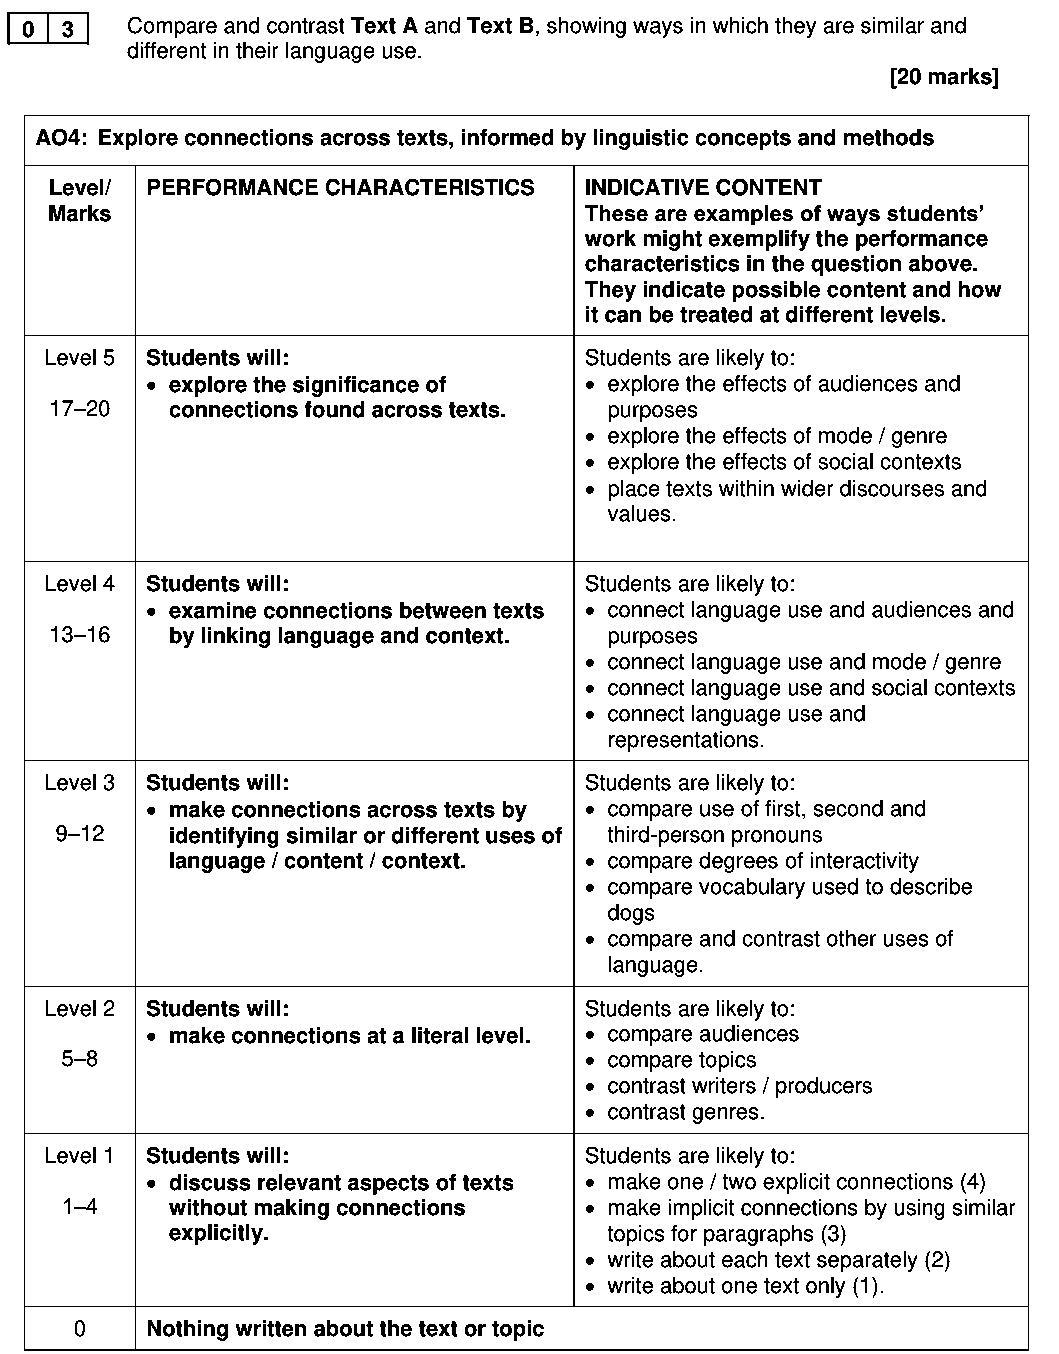 0 3 Compare and contrast Text A and Text B, showing ways in which they are similar and
different in their language use.
[20 marks]
AO4: Explore connections across texts, informed by linguistic concepts and methods
Level/
Marks
PERFORMANCE CHARACTERISTICS
INDICATIVE CONTENT
These are examples of ways students'
work might exemplify the performance
characteristics in the question above.
They indicate possible content and how
it can be treated at different levels.
Level 5
17–20
Students will:
• explore the significance of
connections found across texts.
Students are likely to:
• explore the effects of audiences and
purposes
• explore the effects of mode / genre
• explore the effects of social contexts
• place texts within wider discourses and
values.
Level 4
13–16
Students will:
• examine connections between texts
by linking language and context.
Students are likely to:
• connect language use and audiences and
purposes
• connect language use and mode / genre
• connect language use and social contexts
• connect language use and
representations.
Level 3
9–12
Students will:
• make connections across texts by
identifying similar or different uses of
language / content / context.
Students are likely to:
• compare use of first, second and
third-person pronouns
• compare degrees of interactivity
• compare vocabulary used to describe
dogs
• compare and contrast other uses of
language.
Level 2
5–8
Students will:
• make connections at a literal level.
Students are likely to:
• compare audiences
• compare topics
• contrast writers / producers
• contrast genres.
Level 1
1–4
Students will:
• discuss relevant aspects of texts
without making connections
explicitly.
Students are likely to:
• make one / two explicit connections (4)
• make implicit connections by using similar
topics for paragraphs (3)
• write about each text separately (2)
• write about one text only (1).
0
Nothing written about the text or topic